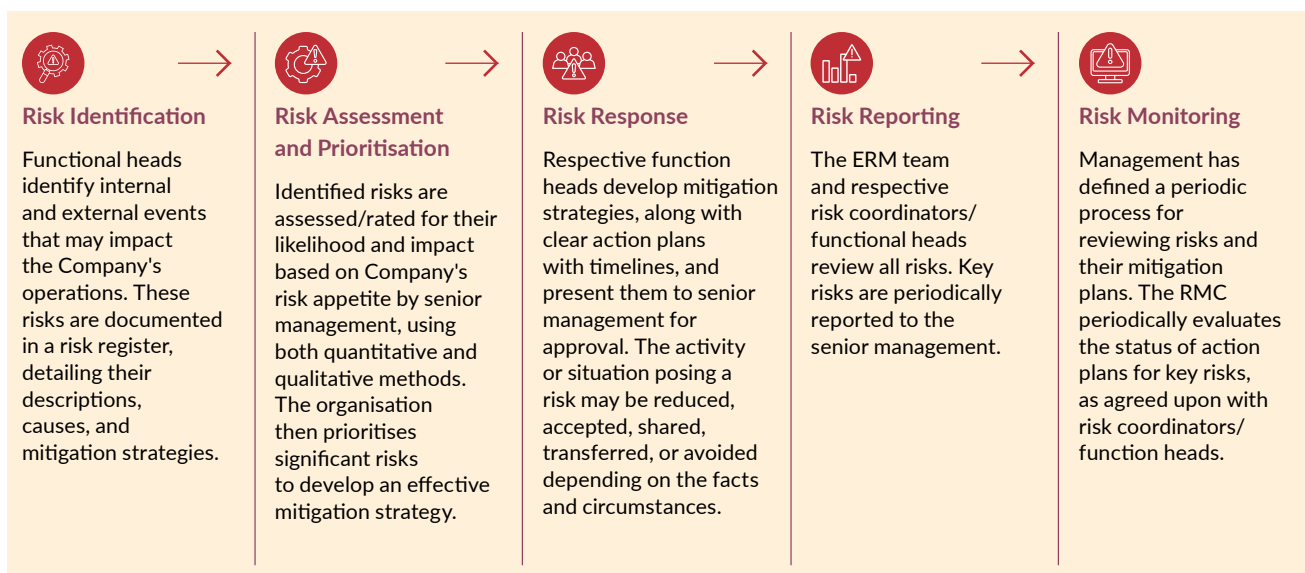 Risk Identification
Functional heads
identify internal
and external events
that may impact
the Company's
operations. These
risks are documented
in a risk register,
detailing their
descriptions,
causes, and
mitigation strategies.
Risk Assessment
and Prioritisation
Identified risks are
assessed/rated for their
likelihood and impact
based on Company's
risk appetite by senior
management, using
both quantitative and
qualitative methods.
The organisation
then prioritises
significant risks
to develop an effective
mitigation strategy.
Risk Response
Respective function
heads develop mitigation
strategies, along with
clear action plans
with timelines, and
present them to senior
management for
approval. The activity
or situation posing a
risk may be reduced,
accepted, shared,
transferred, or avoided
depending on the facts
and circumstances.
Risk Reporting
The ERM team
and respective
risk coordinators/
functional heads
review all risks. Key
risks are periodically
reported to the
senior management.
Risk Monitoring
Management has
defined a periodic
process for
reviewing risks and
their mitigation
plans. The RMC
periodically evaluates
the status of action
plans for key risks,
as agreed upon with
risk coordinators/
function heads.